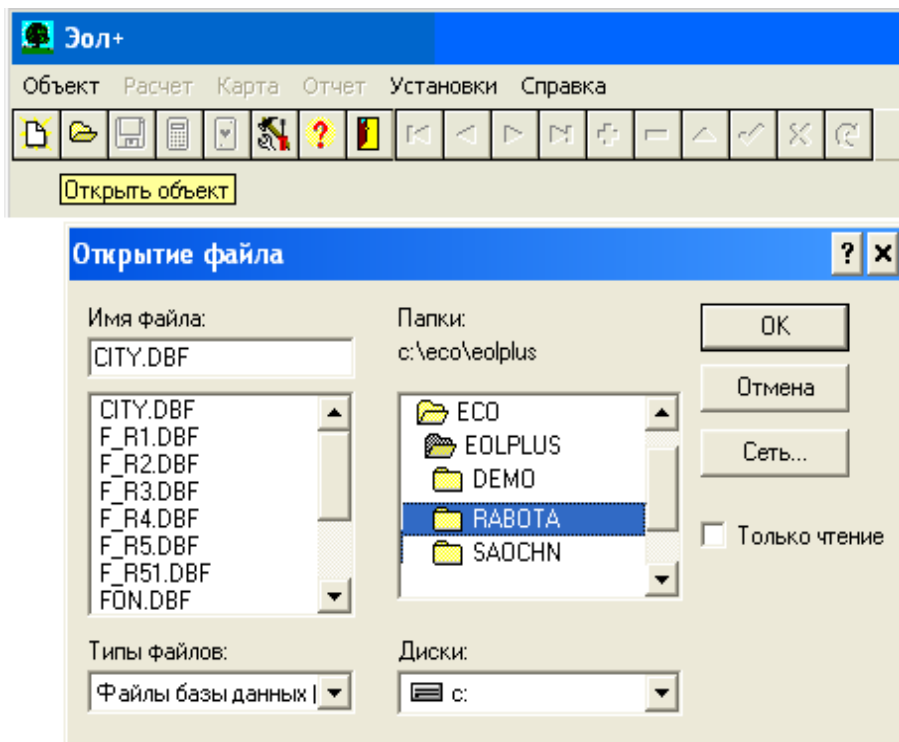 Эол+
Объект Расчет Карта Отчет Установки Справка
Открыть объект
Открытие файла
Имя файла:
CITY.DBF
CITY.DBF
F_R1.DBF
F_R2.DBF
F_R3.DBF
F_R4.DBF
F_R5.DBF
F_R51.DBF
FON.DBF
Типы файлов:
Файлы базы данных (
Папки:
c:\eco\eolplus
ECO
EOLPLUS
DEMO
RABOTA
SAOCHN
Диски:
c:
OK
Отмена
Сеть...
Только чтение